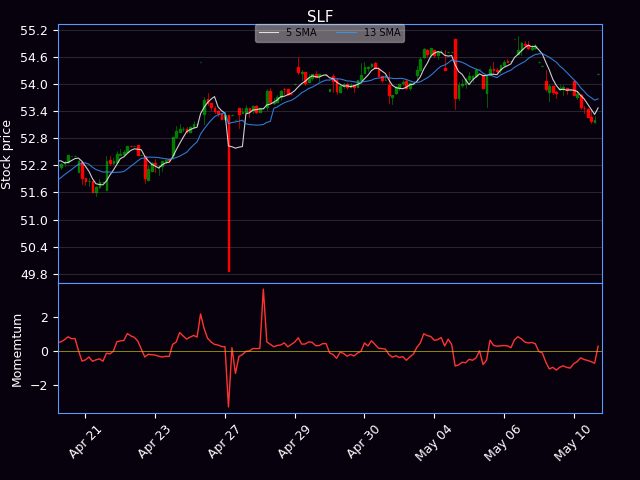 SLF
5 SMA
13 SMA
Stock price
55.2
54.6
54.0
53.4
52.8
52.2
51.6
51.0
50.4
49.8
Momemtum
2
0
−2
Apr 21
Apr 23
Apr 27
Apr 29
Apr 30
May 04
May 06
May 10